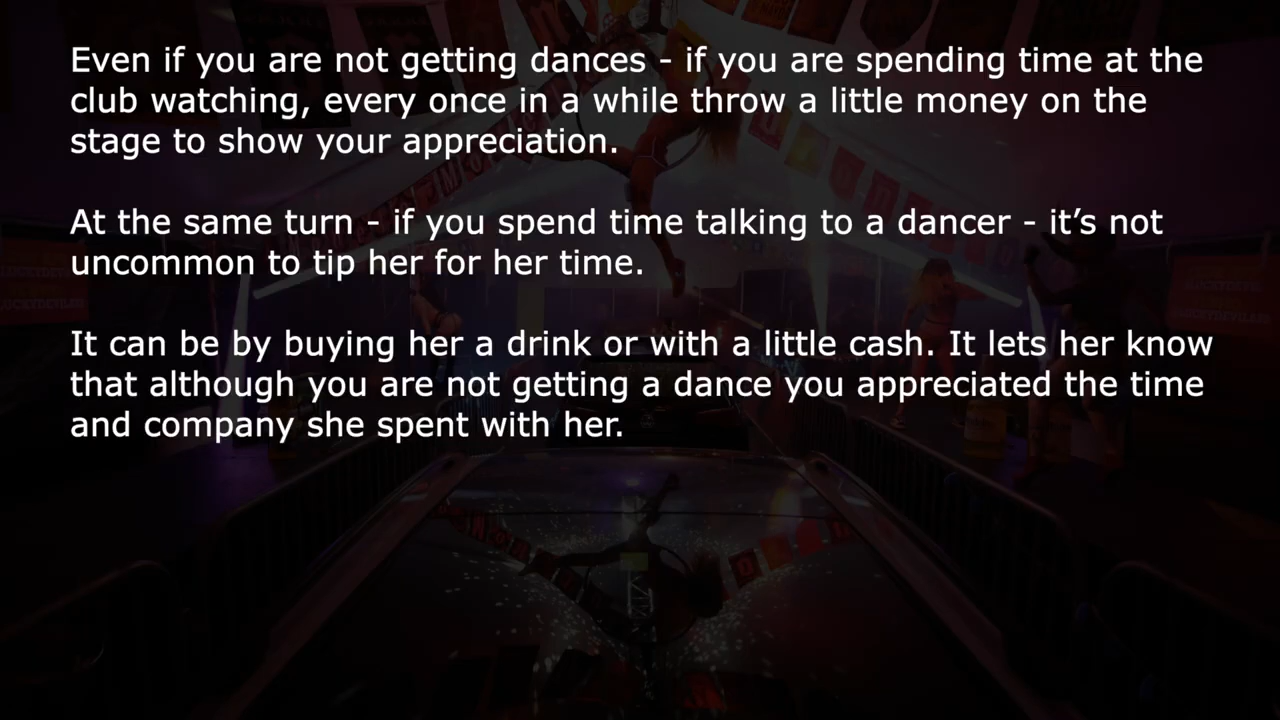 Even if you are not getting dances - if you are spending time at the
club watching, every once in a while throw a little money on the
stage to show your appreciation.
At the same turn - if you spend time talking to a dancer - it’s not
uncommon to tip her for her time.
It can be by buying her a drink or with a little cash. It lets her know
that although you are not getting a dance you appreciated the time
and company she spent with her.